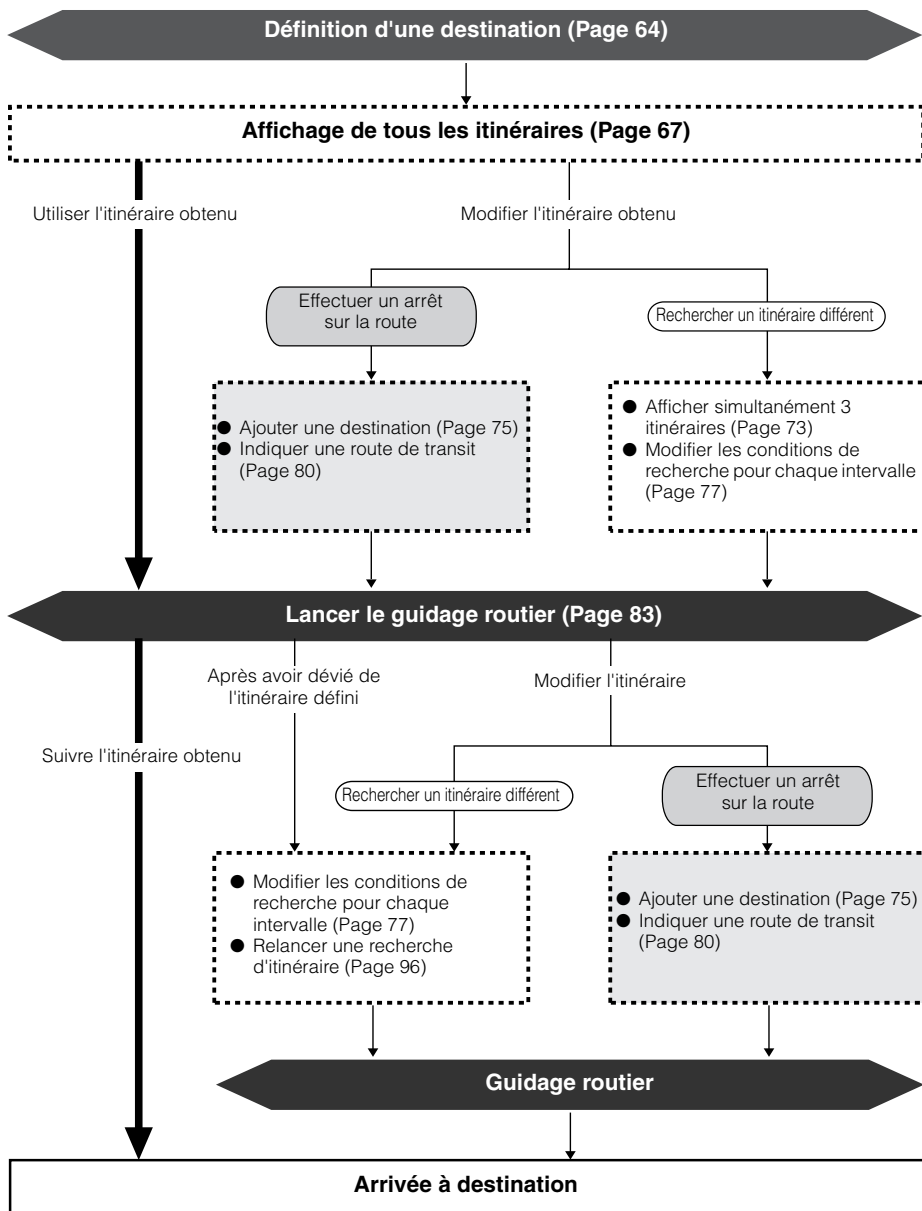 Définition d'une destination (Page 64)
Affichage de tous les itinéraires (Page 67)
Utiliser l'itinéraire obtenu
Modifier l'itinéraire obtenu
Effectuer un arrêt
sur la route
Rechercher un itinéraire différent
● Ajouter une destination (Page 75)
● Indiquer une route de transit
(Page 80)
● Afficher simultanément 3
itinéraires (Page 73)
● Modifier les conditions de
recherche pour chaque intervalle
(Page 77)
Lancer le guidage routier (Page 83)
Après avoir dévié de
l'itinéraire défini
Modifier l'itinéraire
Suivre l'itinéraire obtenu
Rechercher un itinéraire différent
Effectuer un arrêt
sur la route
● Modifier les conditions de
recherche pour chaque
intervalle (Page 77)
● Relancer une recherche
d'itinéraire (Page 96)
● Ajouter une destination (Page 75)
● Indiquer une route de transit
(Page 80)
Guidage routier
Arrivée à destination